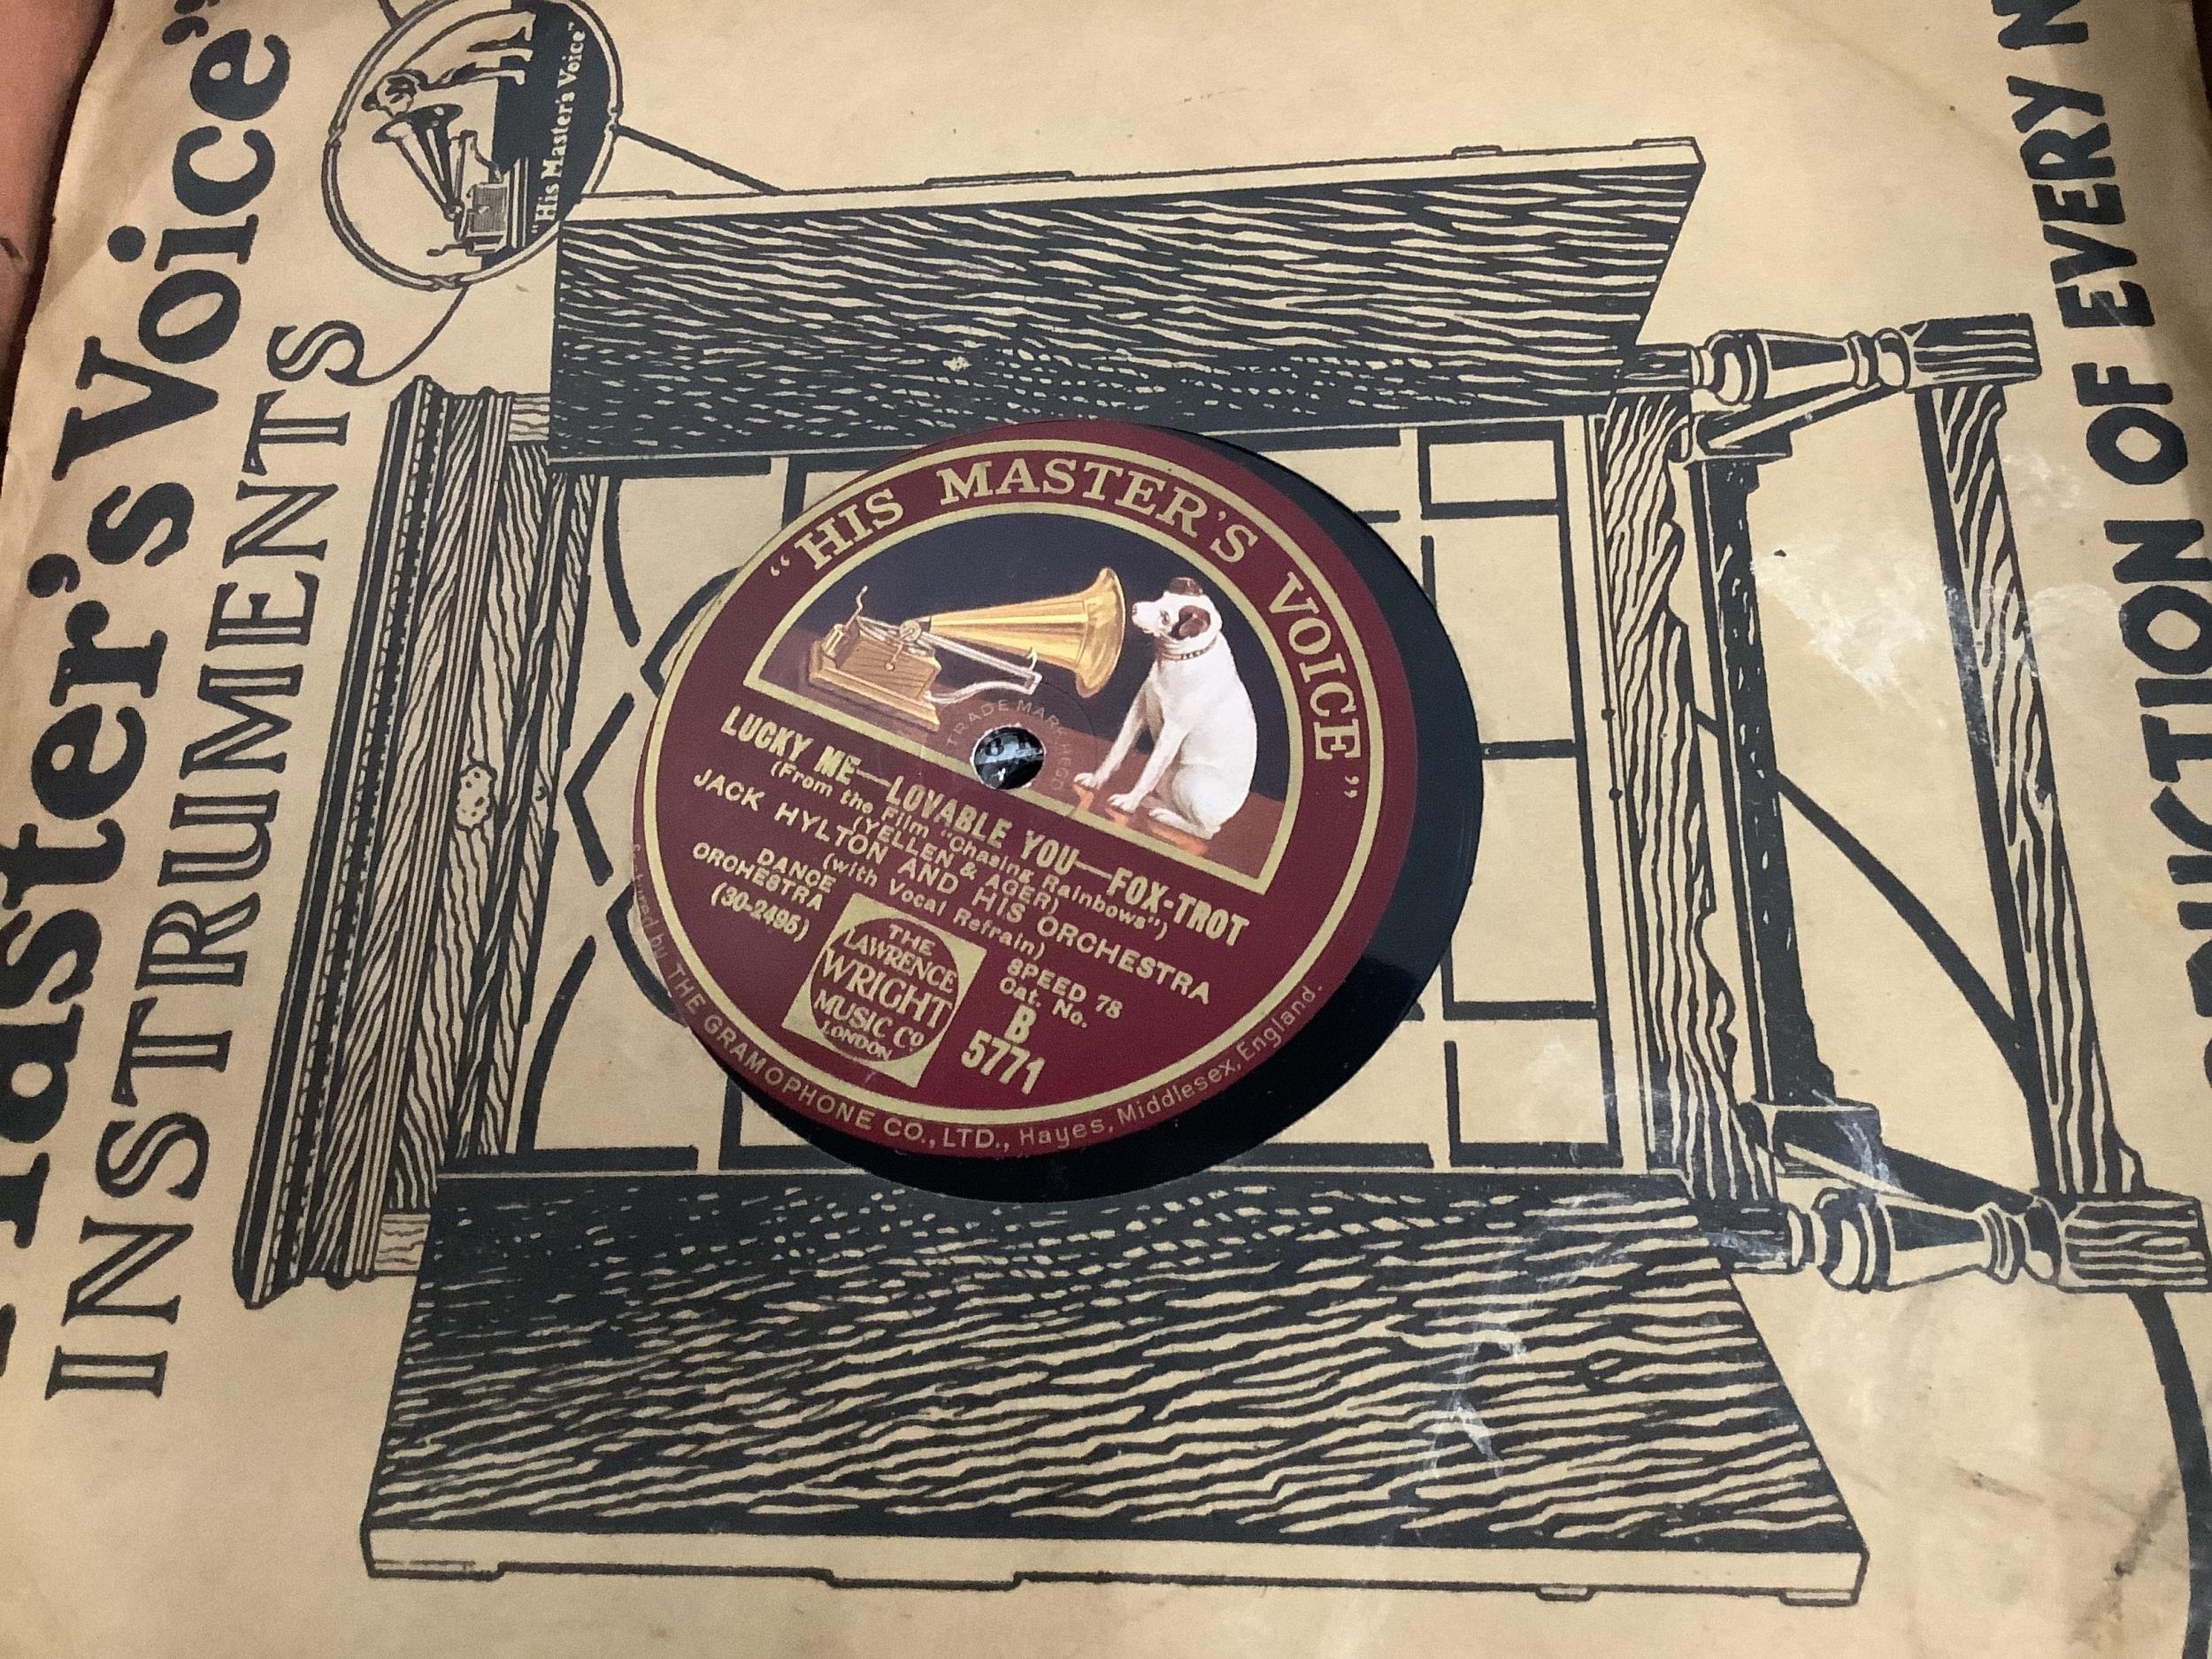 "His Master's Voice"
Master's Voice"
INSTRUMENTS
OF EVERY
"HIS MASTER'S VOICE"
TRADE MARK
LUCKY ME—LOVABLE YOU—FOX-TROT
(From the Film "Chasing Rainbows")
(YELLEN & AGER)
JACK HYLTON AND HIS ORCHESTRA
(with Vocal Refrain)
DANCE
ORCHESTRA
(30-2495)
SPEED 78
Cat. No.
B
5771
THE
LAWRENCE
WRIGHT
MUSIC CO
LONDON
by THE GRAMOPHONE CO., LTD., Hayes, Middlesex, England.